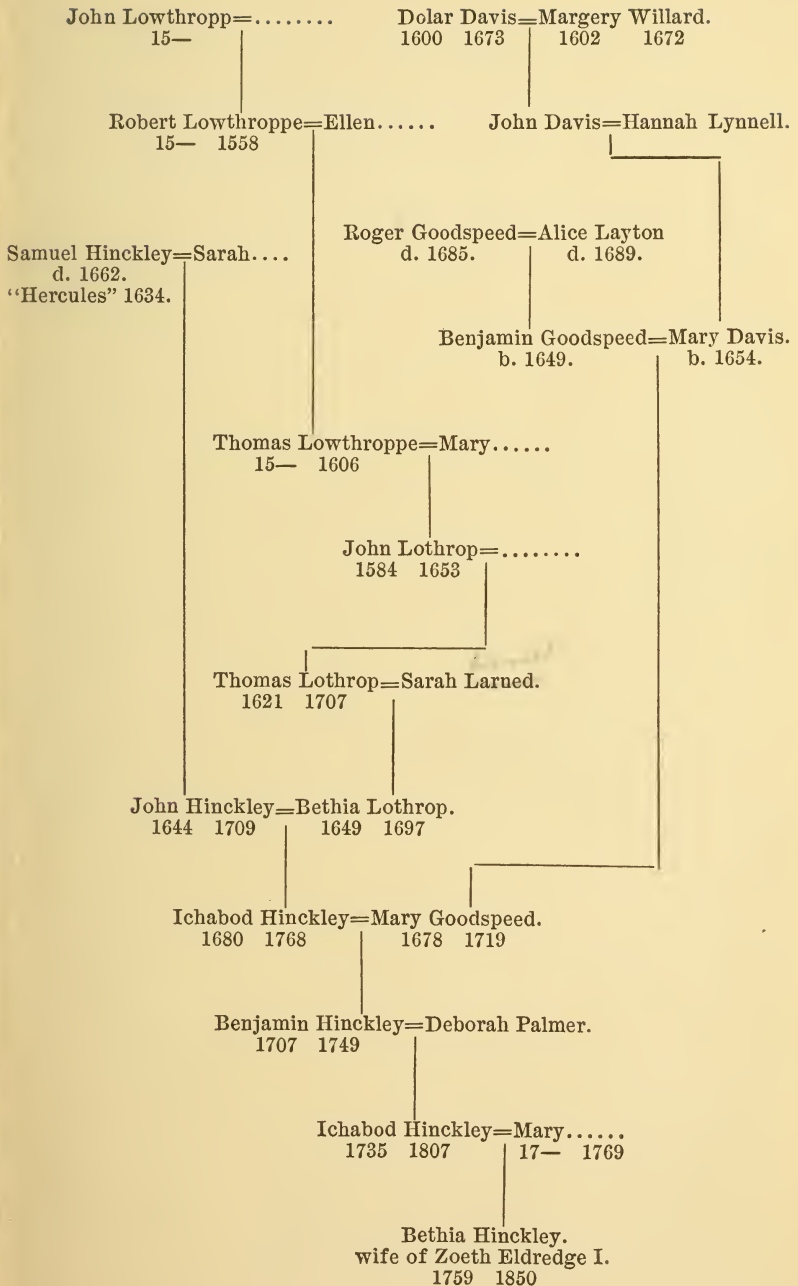 John Lowthropp=........ Dolar Davis=Margery Willard.
15— 1600 1673 1602 1672
Robert Lowthroppe=Ellen...... John Davis=Hannah Lynnell.
15— 1558
Roger Goodspeed=Alice Layton
d. 1685. d. 1689.
Samuel Hinckley=Sarah....
d. 1662.
"Hercules" 1634.
Benjamin Goodspeed=Mary Davis.
b. 1649. b. 1654.
Thomas Lowthroppe=Mary......
15— 1606
John Lothrop=........
1584 1653
Thomas Lothrop=Sarah Larned.
1621 1707
John Hinckley=Bethia Lothrop.
1644 1709 1649 1697
Ichabod Hinckley=Mary Goodspeed.
1680 1768 1678 1719
Benjamin Hinckley=Deborah Palmer.
1707 1749
Ichabod Hinckley=Mary......
1735 1807 17— 1769
Bethia Hinckley.
wife of Zoeth Eldredge I.
1759 1850